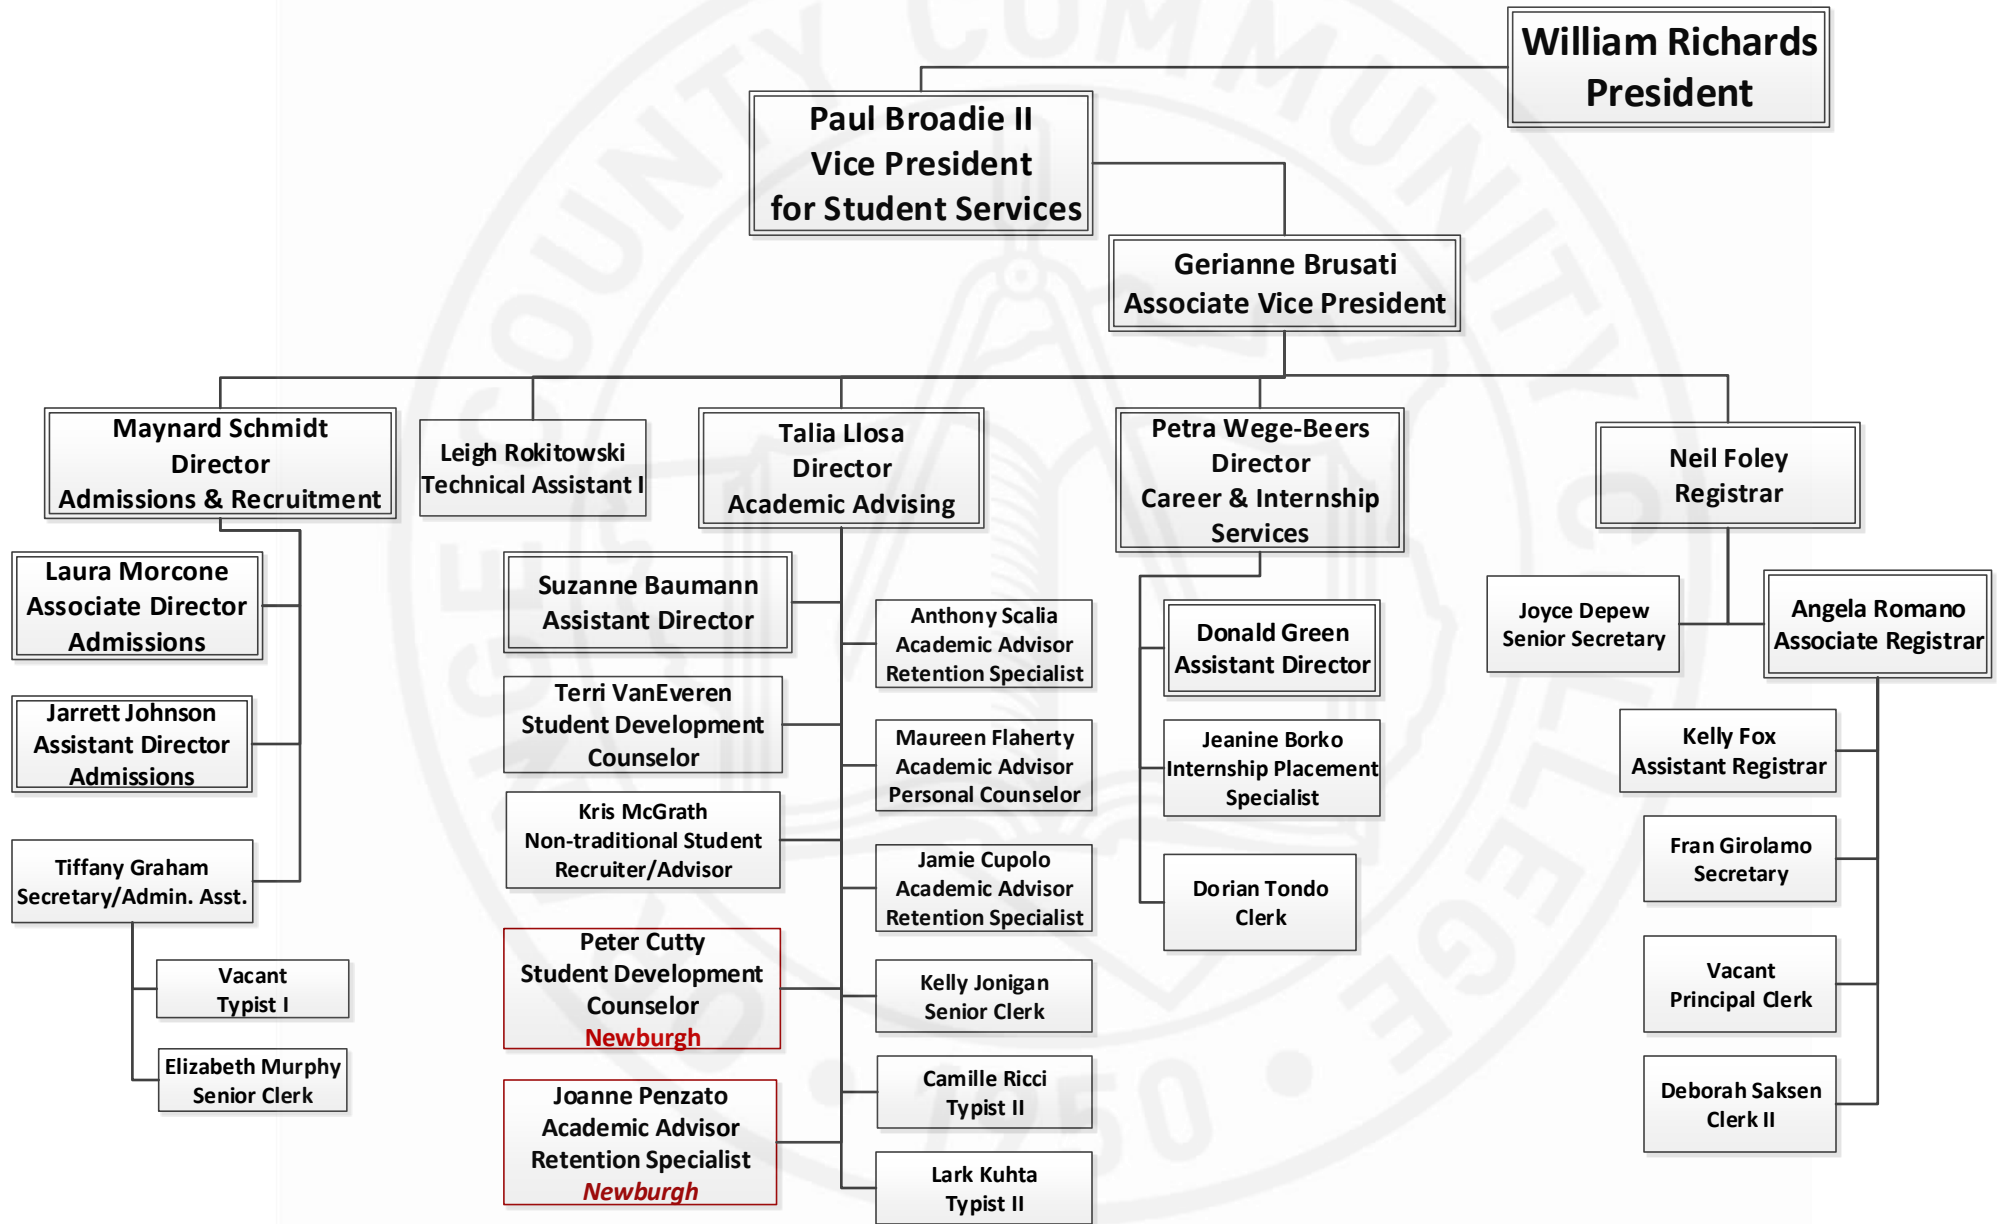 William Richards
President
Paul Broadie II
Vice President
for Student Services
Gerianne Brusati
Associate Vice President
Maynard Schmidt
Director
Admissions & Recruitment
Leigh Rokitowski
Technical Assistant I
Talia Llosa
Director
Academic Advising
Petra Wege-Beers
Director
Career & Internship
Services
Neil Foley
Registrar
Laura Morcone
Associate Director
Admissions
Jarrett Johnson
Assistant Director
Admissions
Tiffany Graham
Secretary/Admin. Asst.
Vacant
Typist I
Elizabeth Murphy
Senior Clerk
Suzanne Baumann
Assistant Director
Terri VanEveren
Student Development
Counselor
Kris McGrath
Non-traditional Student
Recruiter/Advisor
Peter Cutty
Student Development
Counselor
Newburgh
Joanne Penzato
Academic Advisor
Retention Specialist
Newburgh
Anthony Scalia
Academic Advisor
Retention Specialist
Maureen Flaherty
Academic Advisor
Personal Counselor
Jamie Cupolo
Academic Advisor
Retention Specialist
Kelly Jonigan
Senior Clerk
Camille Ricci
Typist II
Lark Kuhta
Typist II
Donald Green
Assistant Director
Jeanine Borko
Internship Placement
Specialist
Dorian Tondo
Clerk
Joyce Depew
Senior Secretary
Angela Romano
Associate Registrar
Kelly Fox
Assistant Registrar
Fran Girolamo
Secretary
Vacant
Principal Clerk
Deborah Saksen
Clerk II
ORANGE COUNTY COMMUNITY COLLEGE
• 1950 •